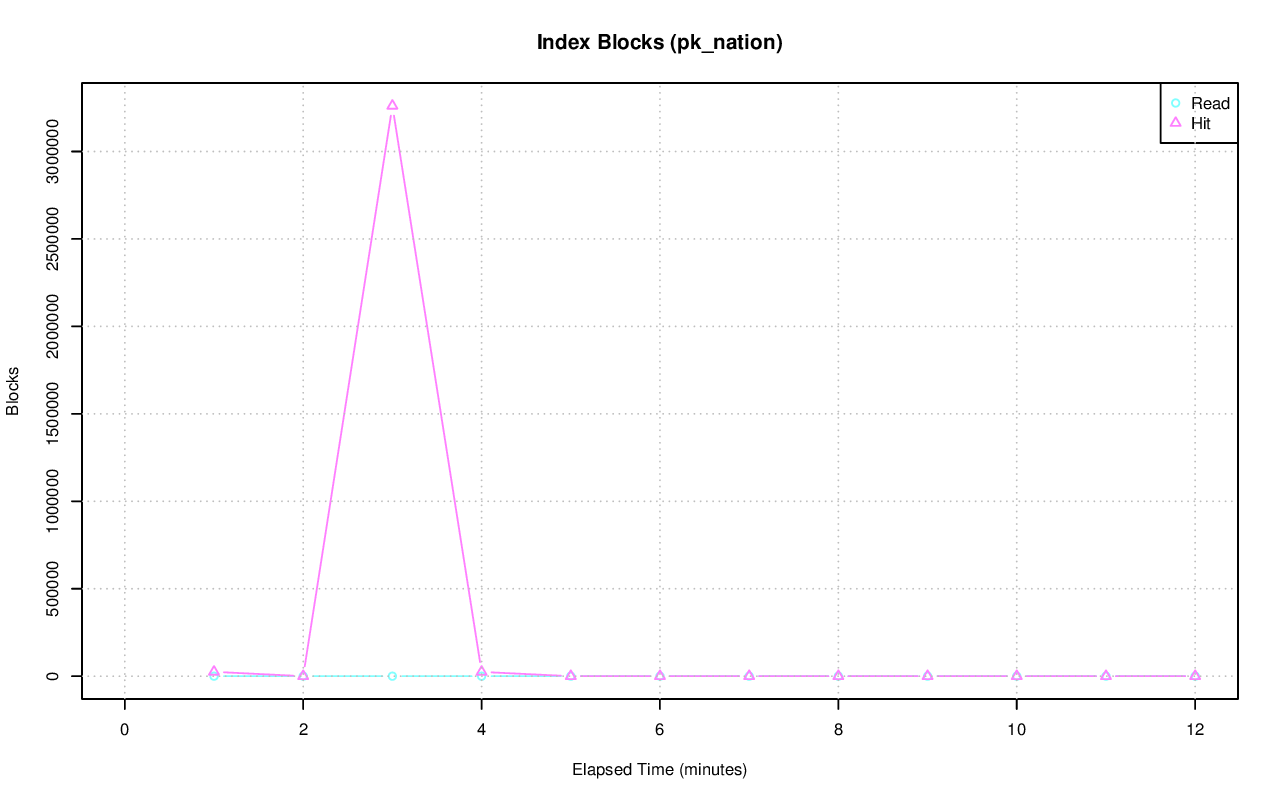 Index Blocks (pk_nation)
Read
Hit
Blocks
3000000
2500000
2000000
1500000
1000000
500000
0
0 2 4 6 8 10 12
Elapsed Time (minutes)